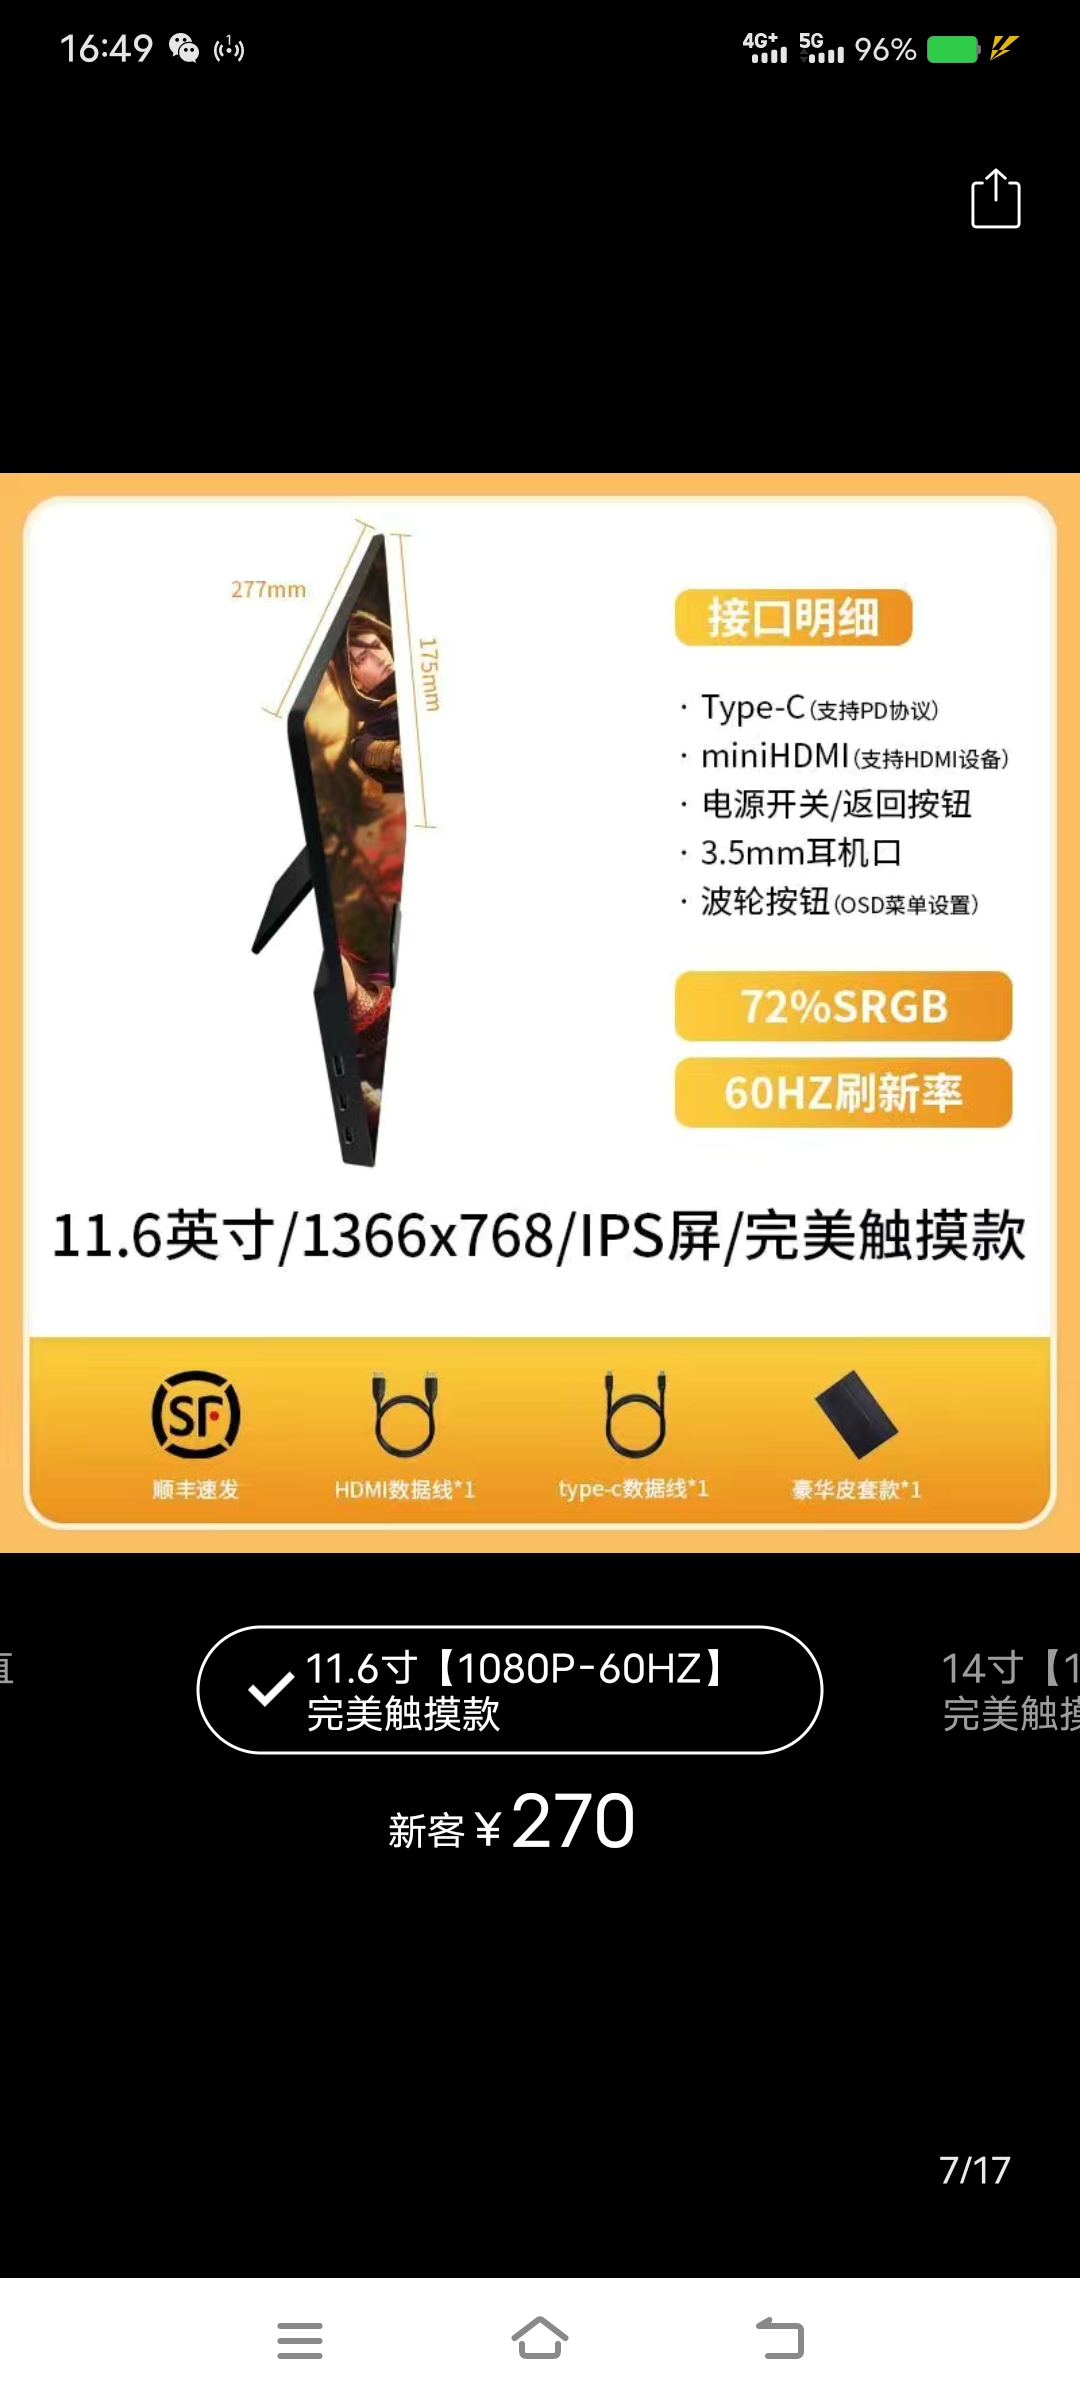 16:49
4G+ 5G 96%
277mm
175mm
接口明细
· Type-C(支持PD协议)
· miniHDMI(支持HDMI设备)
· 电源开关/返回按钮
· 3.5mm耳机口
· 波轮按钮(OSD菜单设置)
72%SRGB
60HZ刷新率
11.6英寸/1366x768/IPS屏/完美触摸款
SF
顺丰速发 HDMI数据线*1 type-c数据线*1 豪华皮套款*1
11.6寸【1080P-60HZ】
完美触摸款
14寸【1
完美触摸
新客￥270
7/17